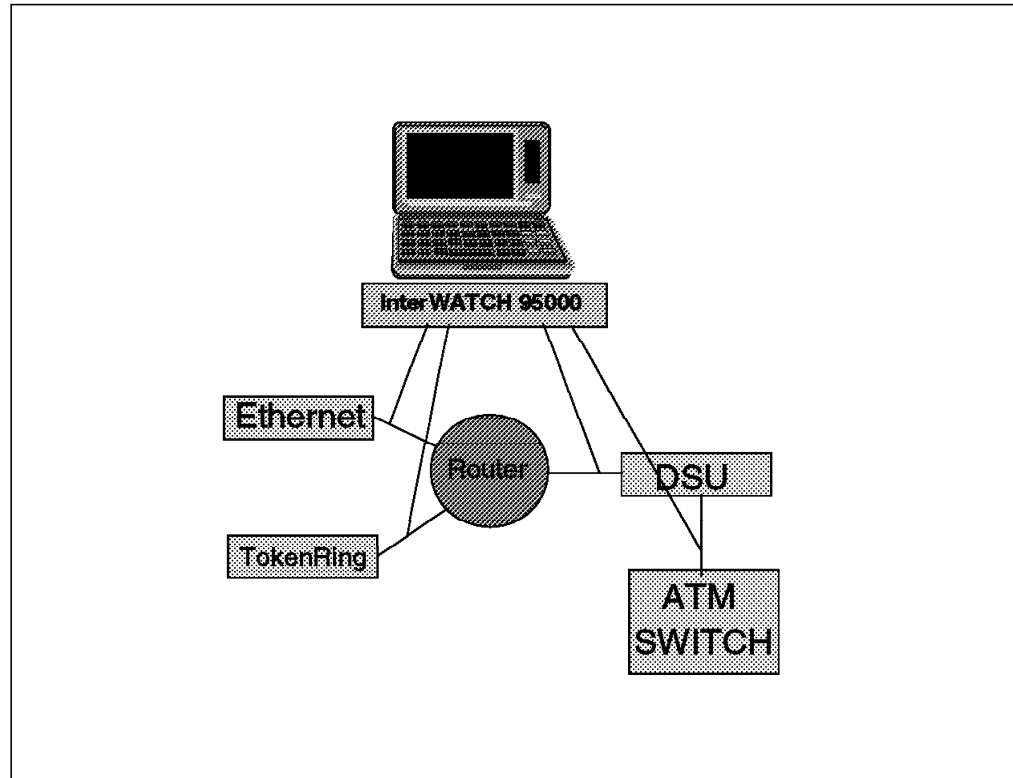 InterWATCH 95000
Ethernet
Router
DSU
TokenRing
ATM
SWITCH